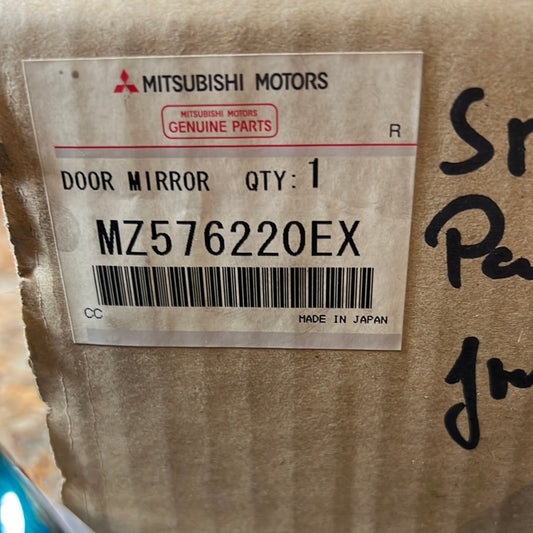 MITSUBISHI MOTORS
MITSUBISHI MOTORS
GENUINE PARTS
R
DOOR MIRROR QTY: 1
MZ576220EX
CC
MADE IN JAPAN